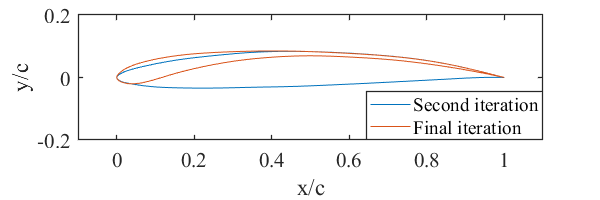 0.2
y/c
0
-0.2
Second iteration
Final iteration
0
0.2
0.4
0.6
0.8
1
x/c